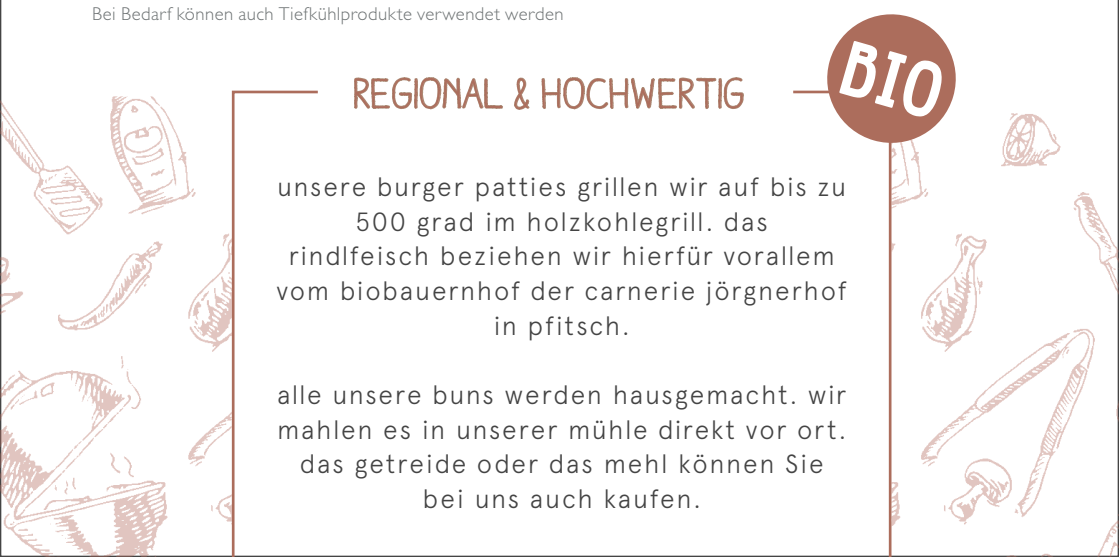 Bei Bedarf können auch Tiefkühlprodukte verwendet werden
BIO
REGIONAL & HOCHWERTIG
unsere burger patties grillen wir auf bis zu
500 grad im holzkohlegrill. das
rindlfeisch beziehen wir hierfür vorallem
vom biobauernhof der carnerie jörgnerhof
in pfitsch.
alle unsere buns werden hausgemacht. wir
mahlen es in unserer mühle direkt vor ort.
das getreide oder das mehl können Sie
bei uns auch kaufen.